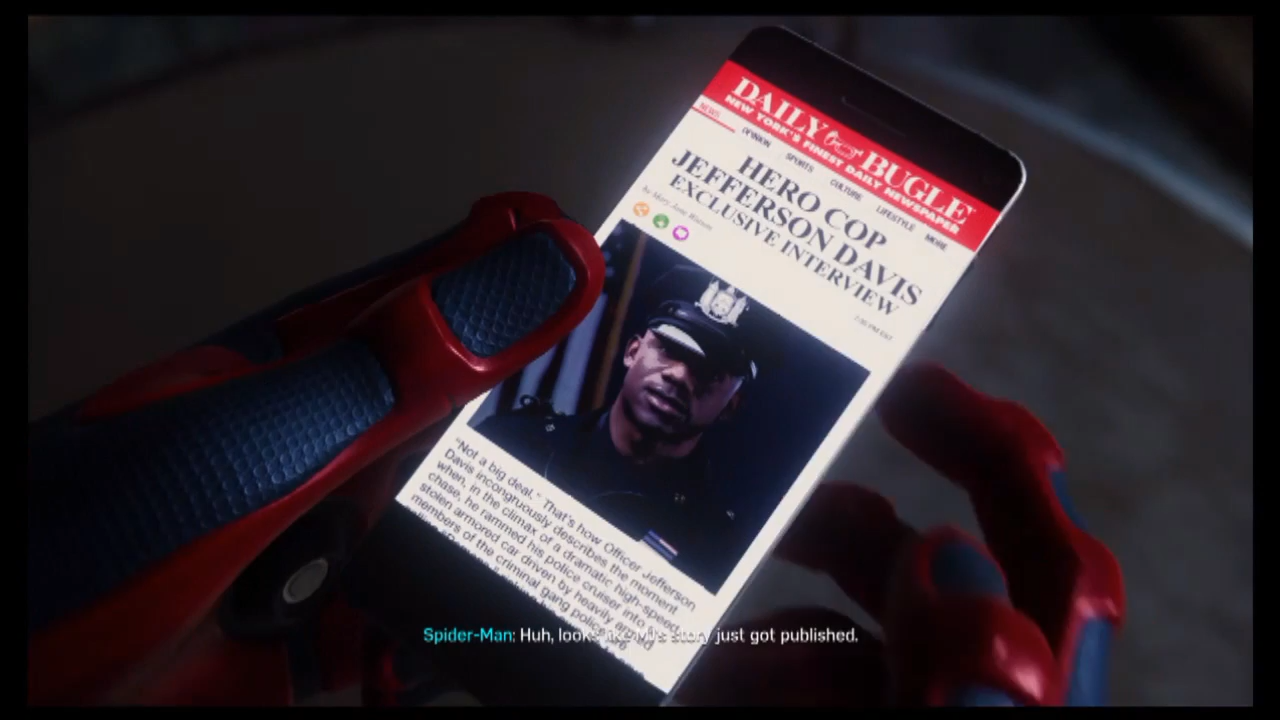 DAILY BUGLE
NEW YORK'S FINEST DAILY NEWSPAPER
NEWS OPINION SPORTS CULTURE LIFESTYLE MORE
HERO COP
JEFFERSON DAVIS
EXCLUSIVE INTERVIEW
by Mary Jane Watson
"Not a big deal." That's how Officer Jefferson
Davis incongruously describes the moment
when, in the climax of a dramatic high-speed
chase, he rammed his police cruiser into a
stolen armored car driven by heavily armed
members of the criminal gang
Spider-Man: Huh, looks like MJ's story just got published.